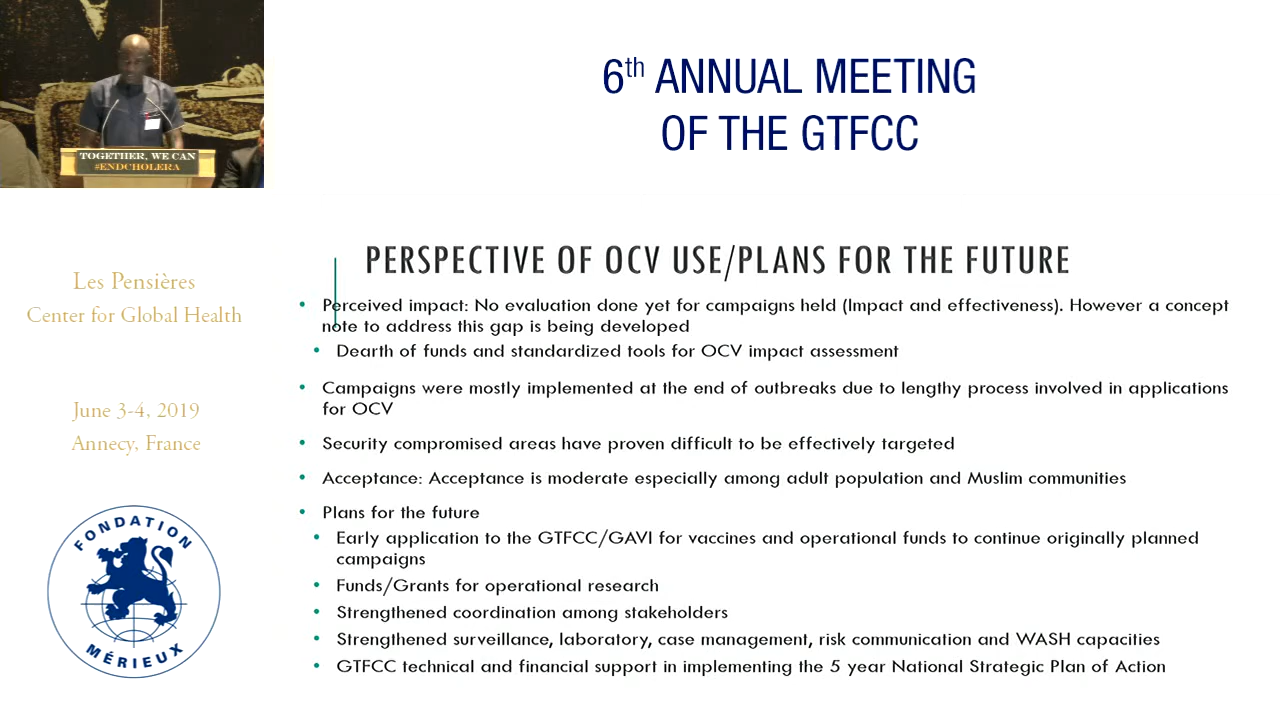 TOGETHER, WE CAN
#ENDCHOLERA
6th ANNUAL MEETING
OF THE GTFCC
Les Pensières
Center for Global Health
June 3-4, 2019
Annecy, France
FONDATION
MÉRIEUX
PERSPECTIVE OF OCV USE/PLANS FOR THE FUTURE
• Perceived impact: No evaluation done yet for campaigns held (Impact and effectiveness). However a concept
note to address this gap is being developed
• Dearth of funds and standardized tools for OCV impact assessment
• Campaigns were mostly implemented at the end of outbreaks due to lengthy process involved in applications
for OCV
• Security compromised areas have proven difficult to be effectively targeted
• Acceptance: Acceptance is moderate especially among adult population and Muslim communities
• Plans for the future
• Early application to the GTFCC/GAVI for vaccines and operational funds to continue originally planned
campaigns
• Funds/Grants for operational research
• Strengthened coordination among stakeholders
• Strengthened surveillance, laboratory, case management, risk communication and WASH capacities
• GTFCC technical and financial support in implementing the 5 year National Strategic Plan of Action